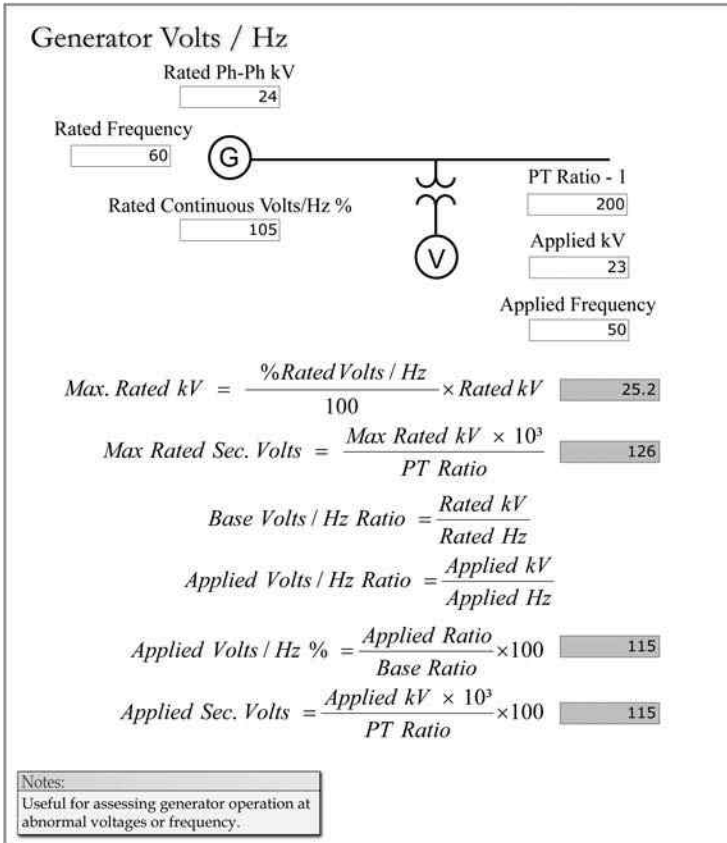 Generator Volts / Hz
Rated Ph-Ph kV
24
Rated Frequency
60
G
Rated Continuous Volts/Hz %
105
V
PT Ratio - 1
200
Applied kV
23
Applied Frequency
50
Max. Rated kV = %Rated Volts / Hz / 100 × Rated kV 25.2
Max Rated Sec. Volts = Max Rated kV × 10³ / PT Ratio 126
Base Volts / Hz Ratio = Rated kV / Rated Hz
Applied Volts / Hz Ratio = Applied kV / Applied Hz
Applied Volts / Hz % = Applied Ratio / Base Ratio ×100 115
Applied Sec. Volts = Applied kV × 10³ / PT Ratio ×100 115
Notes:
Useful for assessing generator operation at
abnormal voltages or frequency.